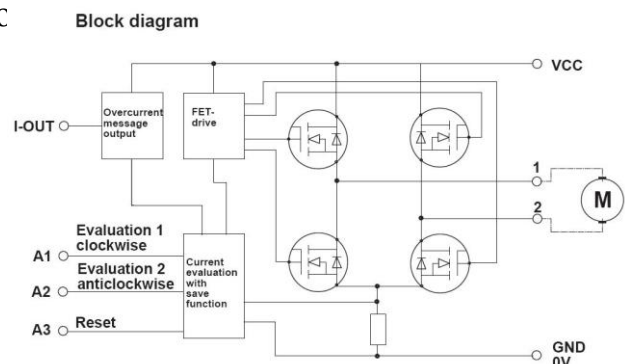 C
Block diagram
VCC
Overcurrent
message
output
FET-
drive
I-OUT
1
M
2
Evaluation 1
clockwise
A1
Evaluation 2
anticlockwise
A2
Current
evaluation
with
save
function
Reset
A3
GND
0V